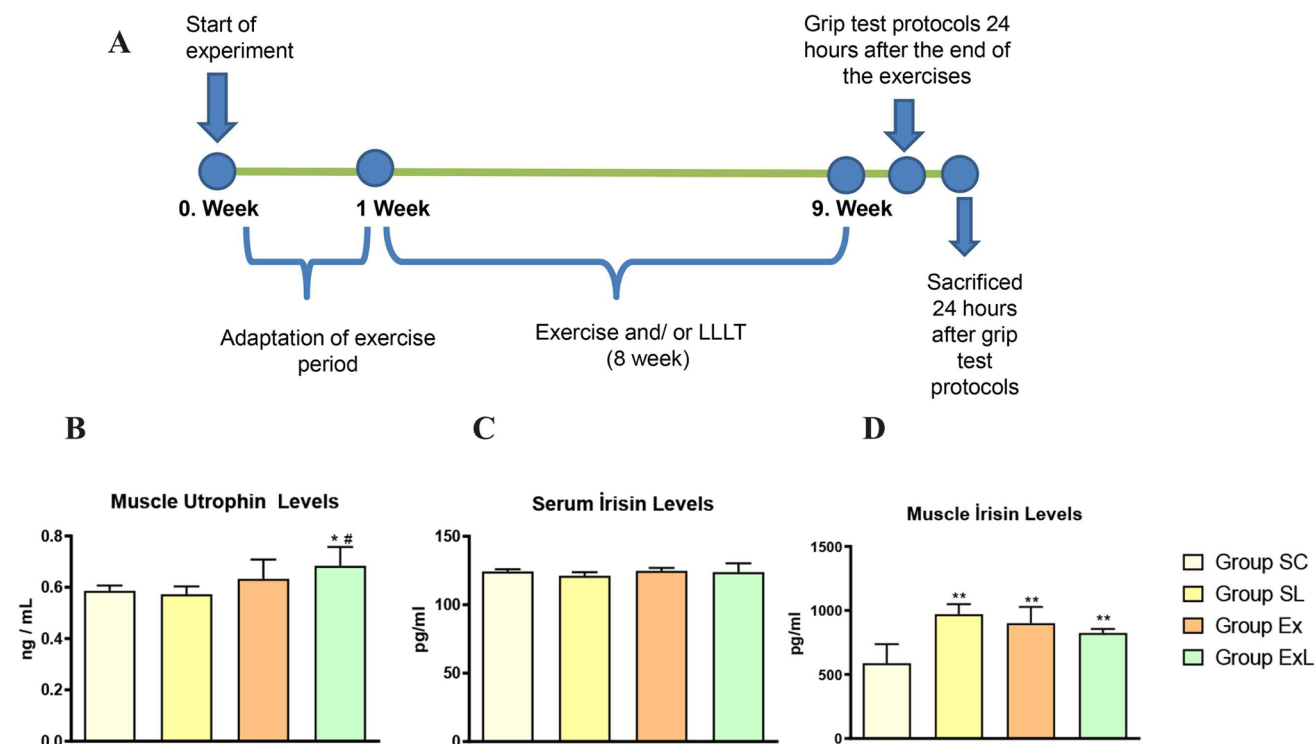 A
Start of
experiment
Grip test protocols 24
hours after the end of
the exercises
0. Week
1 Week
9. Week
Adaptation of exercise
period
Exercise and/ or LLLT
(8 week)
Sacrificed
24 hours
after grip
test
protocols
B
Muscle Utrophin Levels
ng / mL
0.8
0.6
0.4
0.2
0.0
* #
C
Serum İrisin Levels
pg/ml
150
100
50
0
D
Muscle İrisin Levels
pg/ml
1500
1000
500
0
**
**
**
Group SC
Group SL
Group Ex
Group ExL